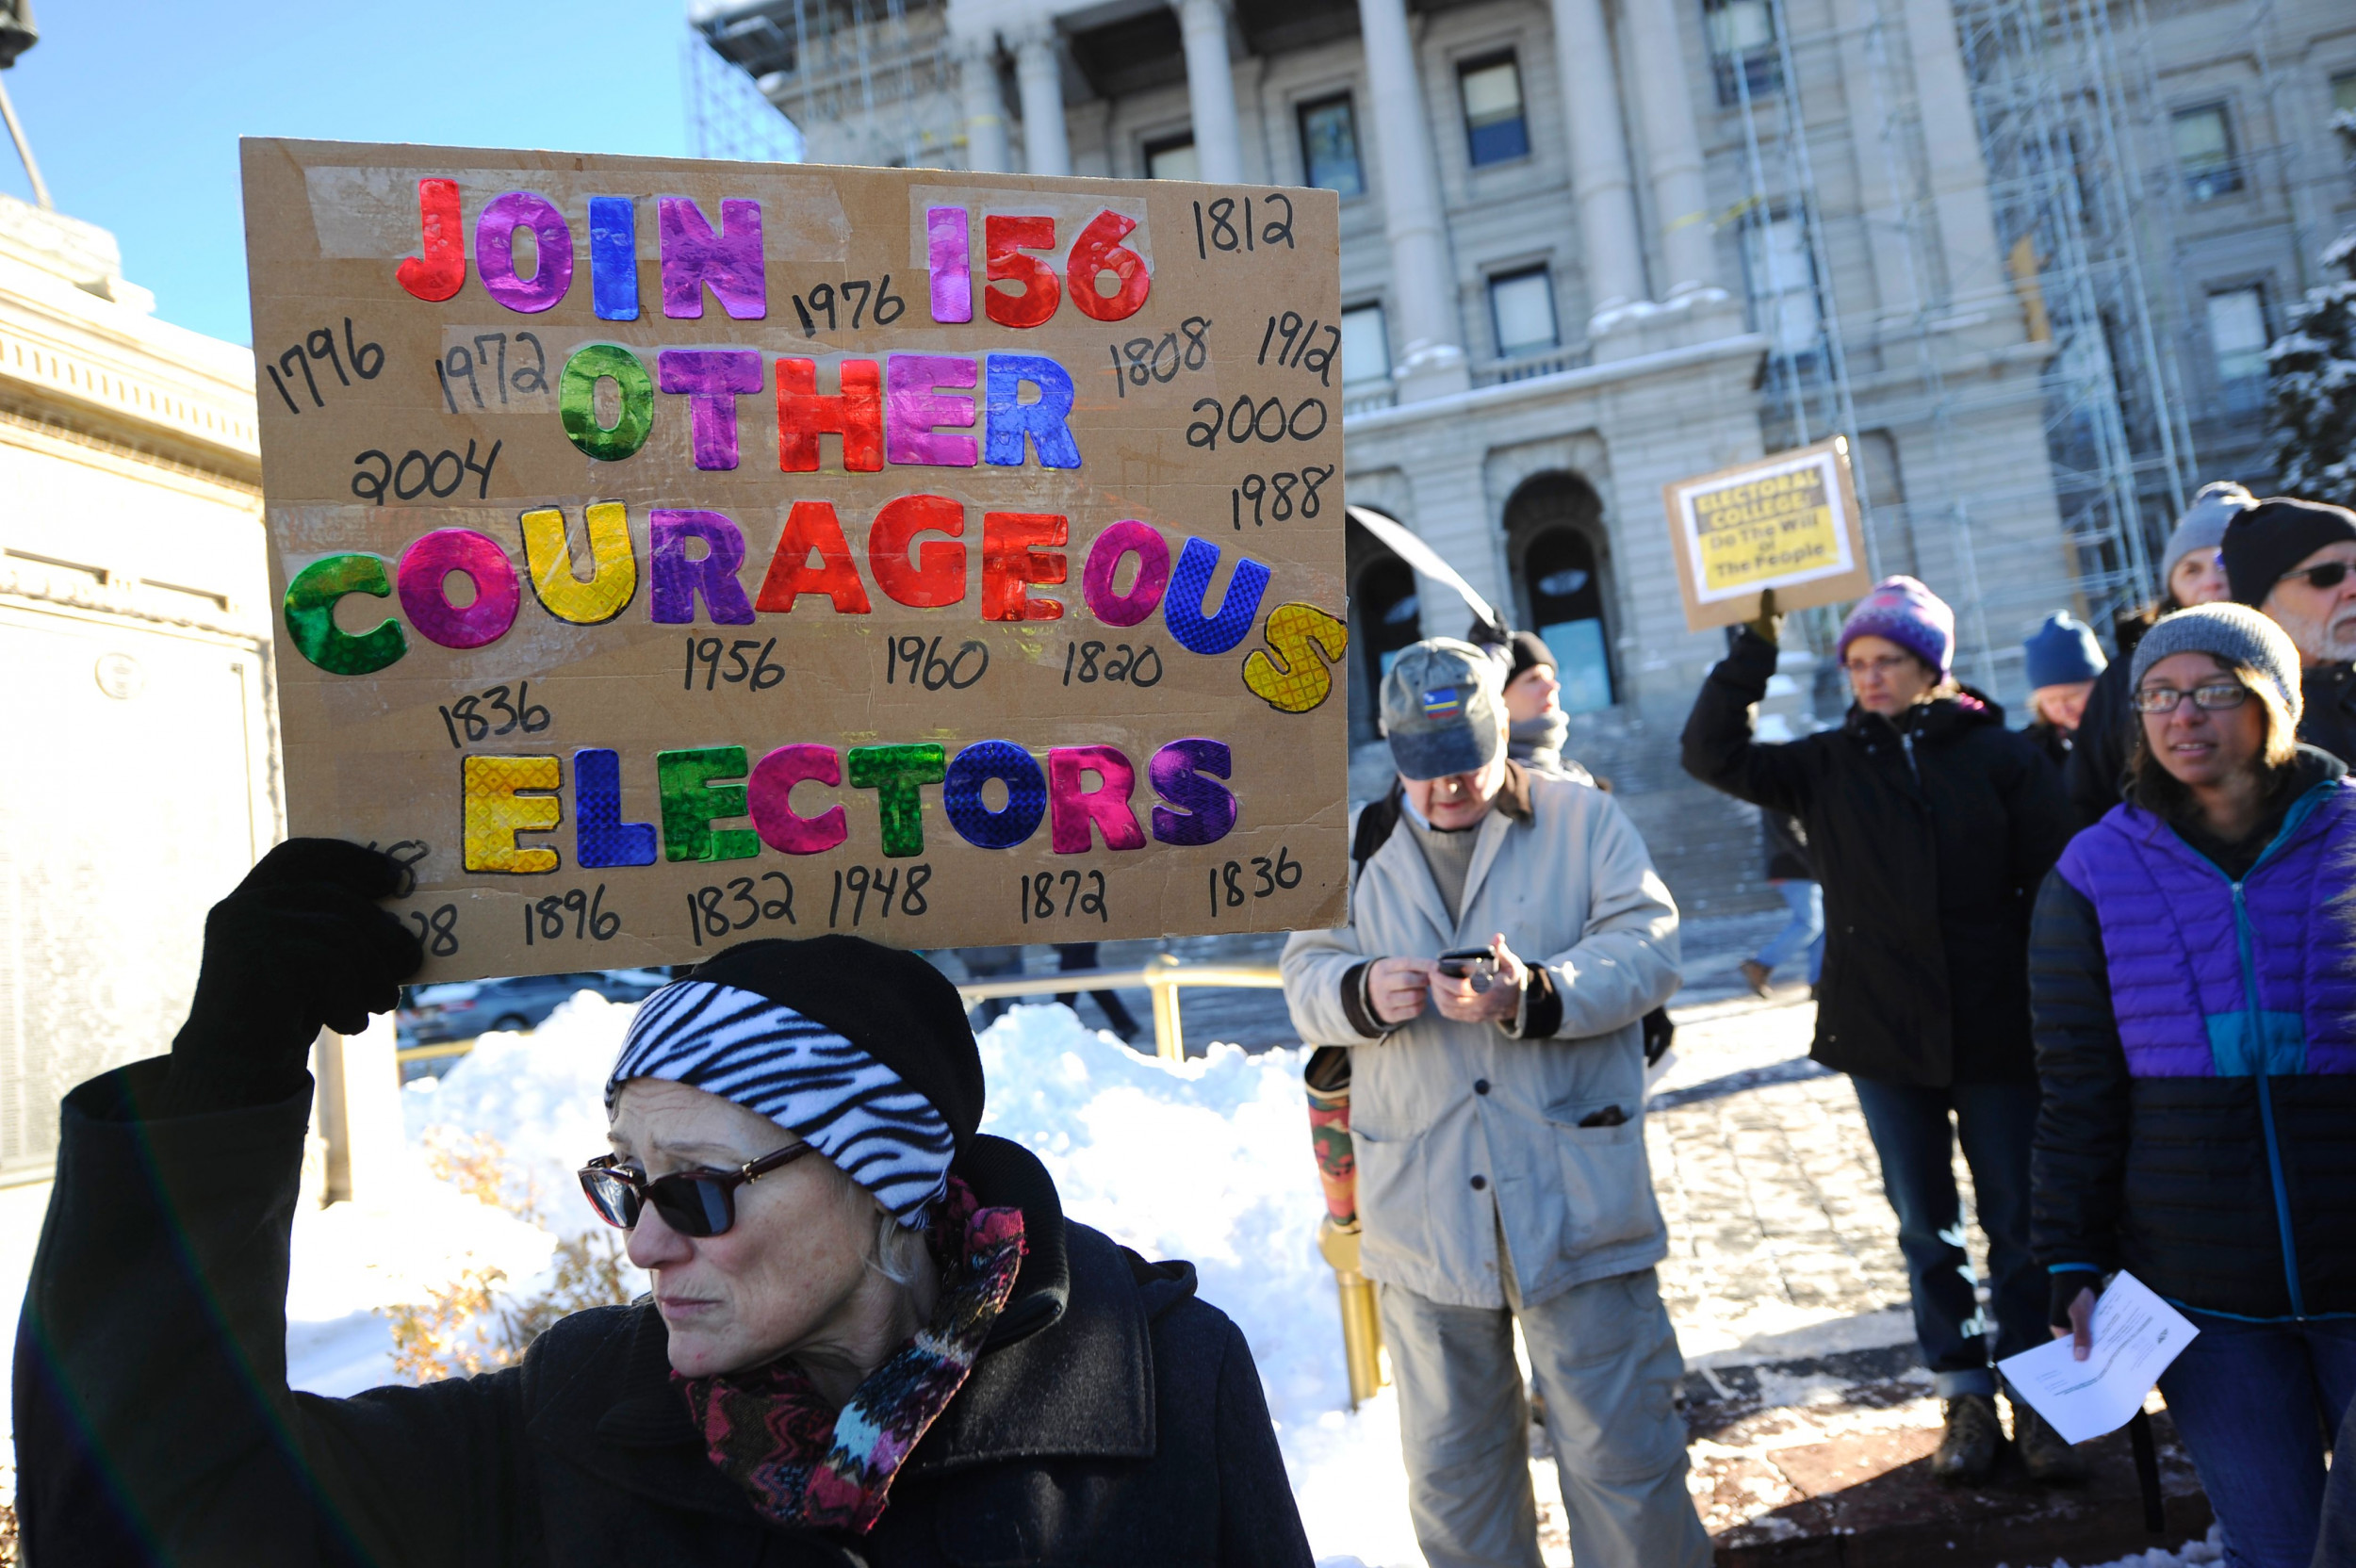 JOIN 156
1812
1976
1796
1972
OTHER
1808
1912
2000
2004
1988
COURAGEOUS
1956
1960
1820
1836
ELECTORS
1896
1832
1948
1872
1836
ELECTORAL
COLLEGE:
Do The Will
of
The People